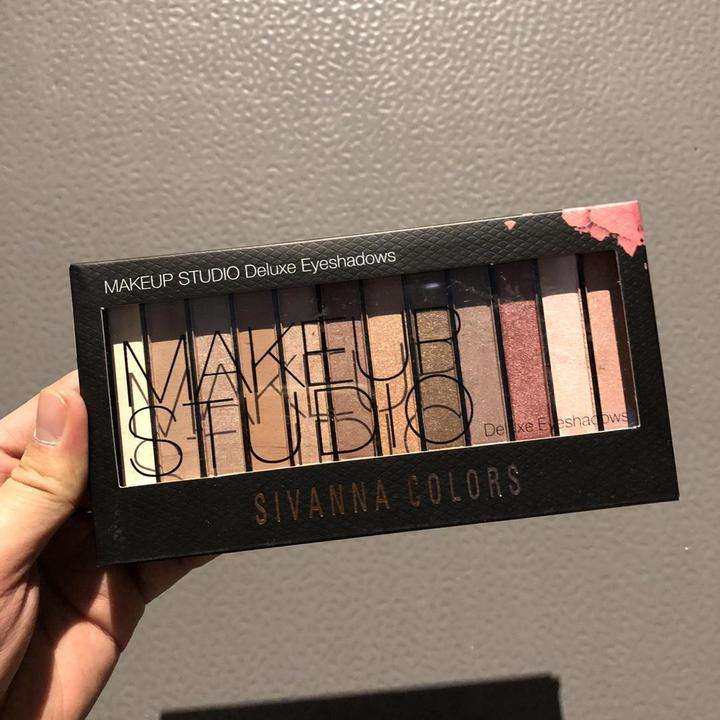 MAKEUP STUDIO Deluxe Eyeshadows
MAKEUP
STUDIO
Deluxe Eyeshadows
SIVANNA COLORS